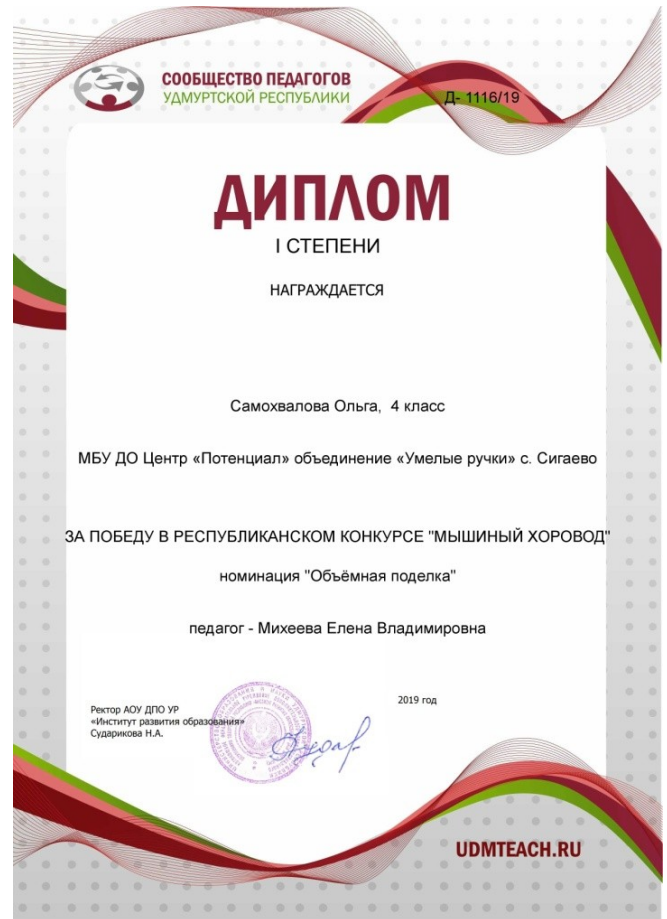 СООБЩЕСТВО ПЕДАГОГОВ
УДМУРТСКОЙ РЕСПУБЛИКИ
Д- 1116/19
ДИПЛОМ
I СТЕПЕНИ
НАГРАЖДАЕТСЯ
Самохвалова Ольга, 4 класс
МБУ ДО Центр «Потенциал» объединение «Умелые ручки» с. Сигаево
ЗА ПОБЕДУ В РЕСПУБЛИКАНСКОМ КОНКУРСЕ "МЫШИНЫЙ ХОРОВОД"
номинация "Объёмная поделка"
педагог - Михеева Елена Владимировна
2019 год
Ректор АОУ ДПО УР
«Институт развития образования»
Сударикова Н.А.
UDMTEACH.RU